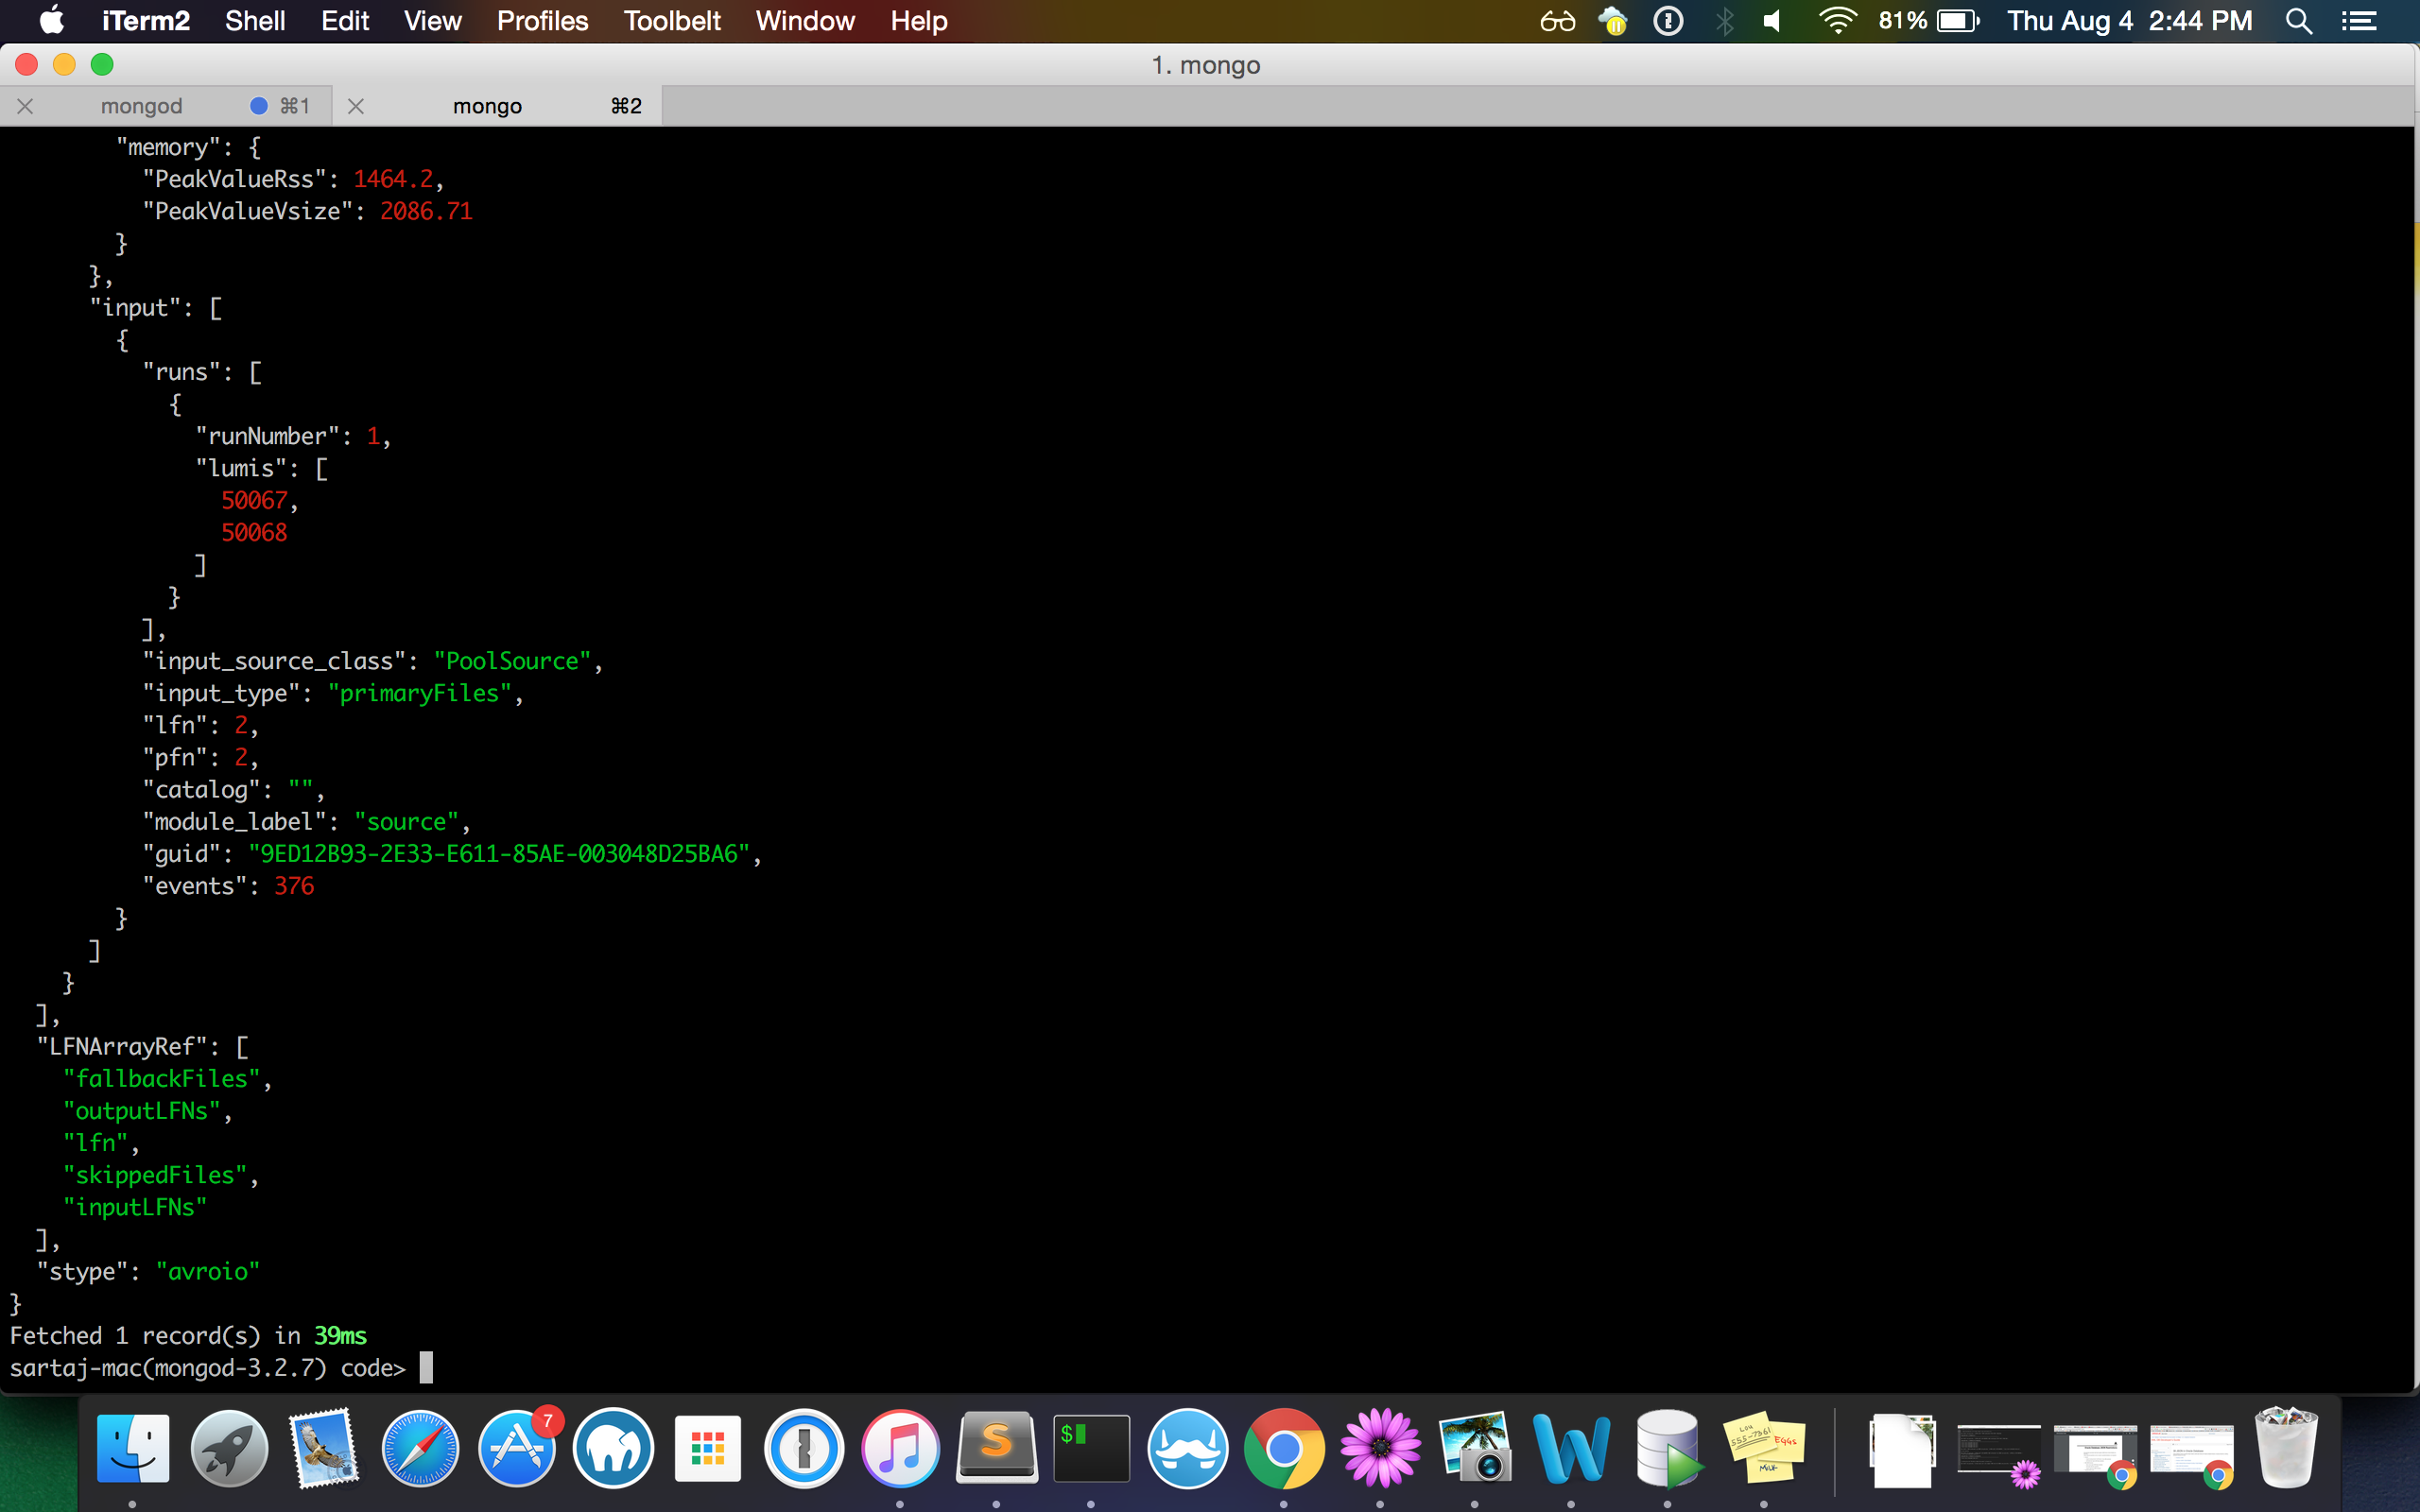 iTerm2 Shell Edit View Profiles Toolbelt Window Help 81% Thu Aug 4 2:44 PM
1. mongo
mongod ⌘1 mongo ⌘2
"memory": {
"PeakValueRss": 1464.2,
"PeakValueVsize": 2086.71
}
},
"input": [
{
"runs": [
{
"runNumber": 1,
"lumis": [
50067,
50068
]
}
],
"input_source_class": "PoolSource",
"input_type": "primaryFiles",
"lfn": 2,
"pfn": 2,
"catalog": "",
"module_label": "source",
"guid": "9ED12B93-2E33-E611-85AE-003048D25BA6",
"events": 376
}
]
}
],
"LFNArrayRef": [
"fallbackFiles",
"outputLFNs",
"lfn",
"skippedFiles",
"inputLFNs"
],
"stype": "avroio"
}
Fetched 1 record(s) in 39ms
sartaj-mac(mongod-3.2.7) code>
7
S
$
EGGS
MILK